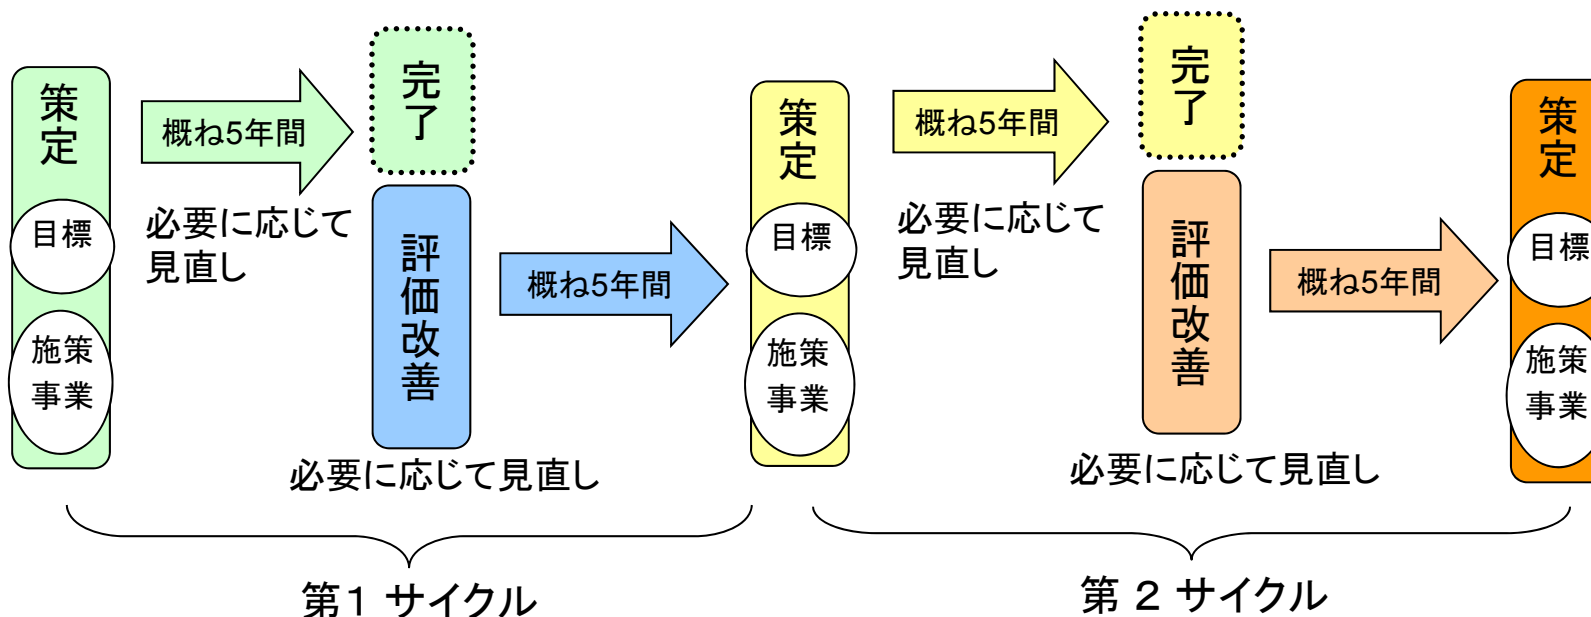 策定
目標
施策
事業
概ね5年間
必要に応じて
見直し
完了
評価改善
概ね5年間
必要に応じて見直し
策定
目標
施策
事業
概ね5年間
必要に応じて
見直し
完了
評価改善
概ね5年間
必要に応じて見直し
策定
目標
施策
事業
第1 サイクル
第 2 サイクル